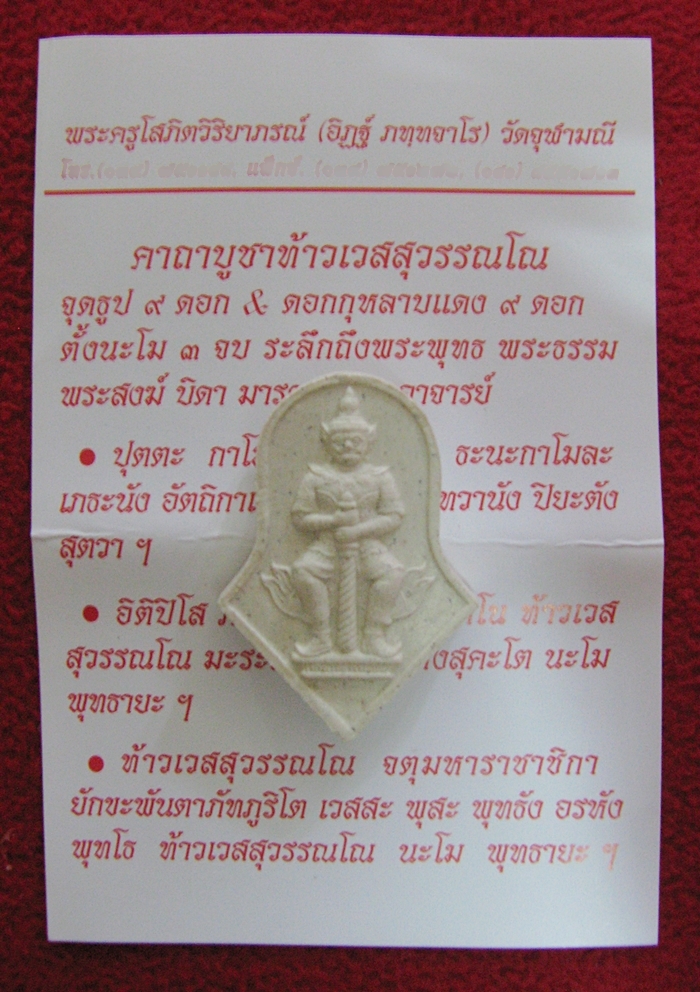 พระครูโสภิตวิริยาภรณ์ (อิฏฐ์ ภทฺทจาโร) วัดจุฬามณี
โทร. แฟ็กซ์.
คาถาบูชาท้าวเวสสุวรรณโณ
จุดธูป ๙ ดอก & ดอกกุหลาบแดง ๙ ดอก
ตั้งนะโม ๓ จบ ระลึกถึงพระพุทธ พระธรรม
พระสงฆ์ บิดา อาจารย์
• ปุตตะ ธะนะกาโมละ
เภธะนัง ทวานัง ปิยะตัง
สุตวา ฯ
• อิติปิโส ท้าวเวส
สุวรรณโณ สุคะโต นะโม
พุทธายะ ฯ
• ท้าวเวสสุวรรณโณ จตุมหาราชาชิกา
ยักขะพันตาภัทภูริโต เวสสะ พุสะ พุทธัง อรหัง
พุทโธ ท้าวเวสสุวรรณโณ นะโม พุทธายะ ฯ